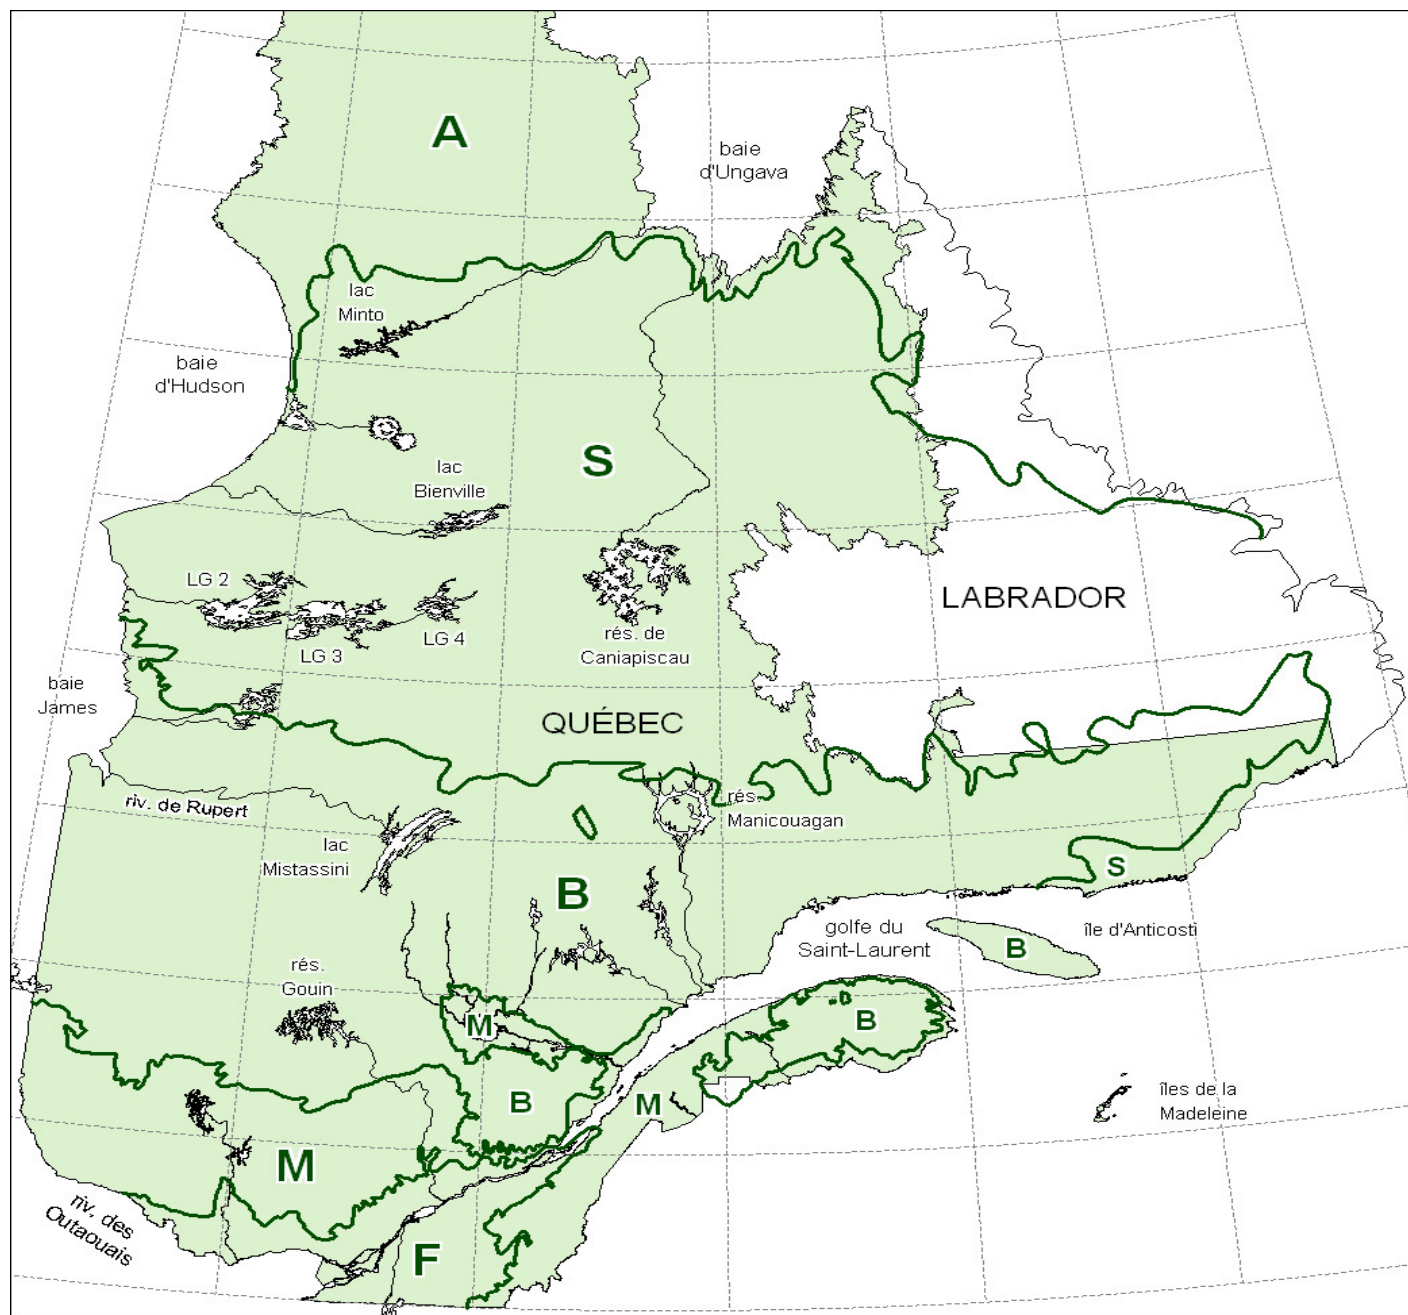 A
baie
d'Ungava
lac
Minto
baie
d'Hudson
S
lac
Bienville
LG 2
LG 3
LG 4
rés. de
Caniapiscau
LABRADOR
baie
James
QUÉBEC
riv. de Rupert
lac
Mistassini
rés.
Manicouagan
B
S
golfe du
Saint-Laurent
île d'Anticosti
B
rés.
Gouin
M
B
B
M
îles de la
Madeleine
M
riv. des
Outaouais
F